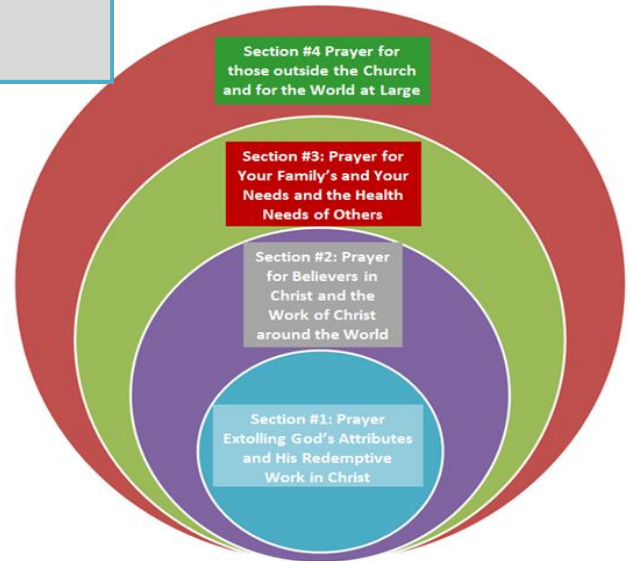 Section #4 Prayer for
those outside the Church
and for the World at Large
Section #3: Prayer for
Your Family's and Your
Needs and the Health
Needs of Others
Section #2: Prayer
for Believers in
Christ and the
Work of Christ
around the World
Section #1: Prayer
Extolling God's Attributes
and His Redemptive
Work in Christ